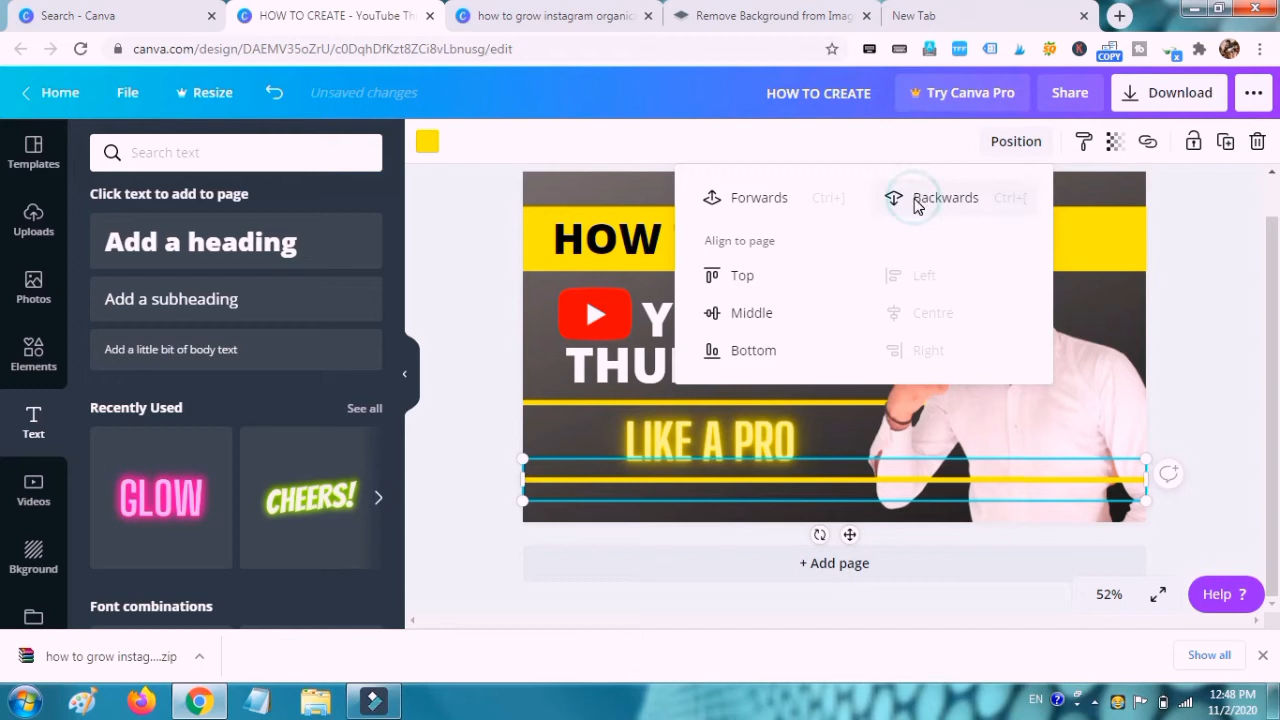 Search - Canva
HOW TO CREATE - YouTube Th
how to grow instagram organic
Remove Background from Imag
New Tab
canva.com/design/DAEMV35oZrU/c0DqhDfKzt8ZCi8vLbnusg/edit
COPY
Home
File
Resize
Unsaved changes
HOW TO CREATE
Try Canva Pro
Share
Download
Templates
Uploads
Photos
Elements
Text
Videos
Bkground
Search text
Click text to add to page
Add a heading
Add a subheading
Add a little bit of body text
Recently Used
See all
GLOW
CHEERS!
Font combinations
Position
Forwards
Ctrl+]
Backwards
Ctrl+[
Align to page
Top
Left
Middle
Centre
Bottom
Right
HOW
Y
THU
LIKE A PRO
+ Add page
52%
Help ?
how to grow instag....zip
Show all
EN
12:48 PM
11/2/2020